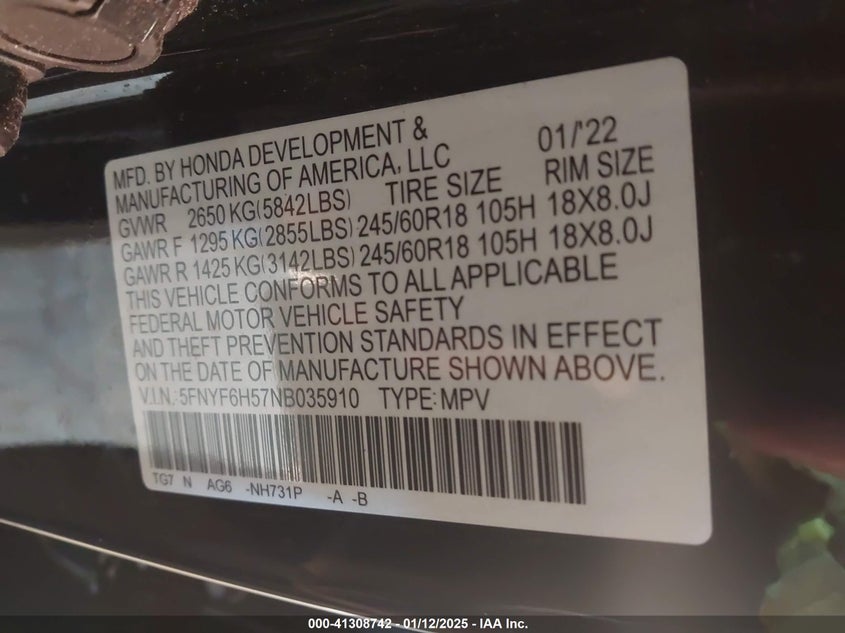 MFD. BY HONDA DEVELOPMENT & 01/'22
MANUFACTURING OF AMERICA, LLC
GVWR 2650 KG(5842LBS) TIRE SIZE RIM SIZE
GAWR F 1295 KG(2855LBS) 245/60R18 105H 18X8.0J
GAWR R 1425 KG(3142LBS) 245/60R18 105H 18X8.0J
THIS VEHICLE CONFORMS TO ALL APPLICABLE
FEDERAL MOTOR VEHICLE SAFETY
AND THEFT PREVENTION STANDARDS IN EFFECT
ON THE DATE OF MANUFACTURE SHOWN ABOVE.
V.I.N.: 5FNYF6H57NB035910 TYPE: MPV
TG7 N AG6 -NH731P -A -B
000-41308742 - 01/12/2025 - IAA Inc.